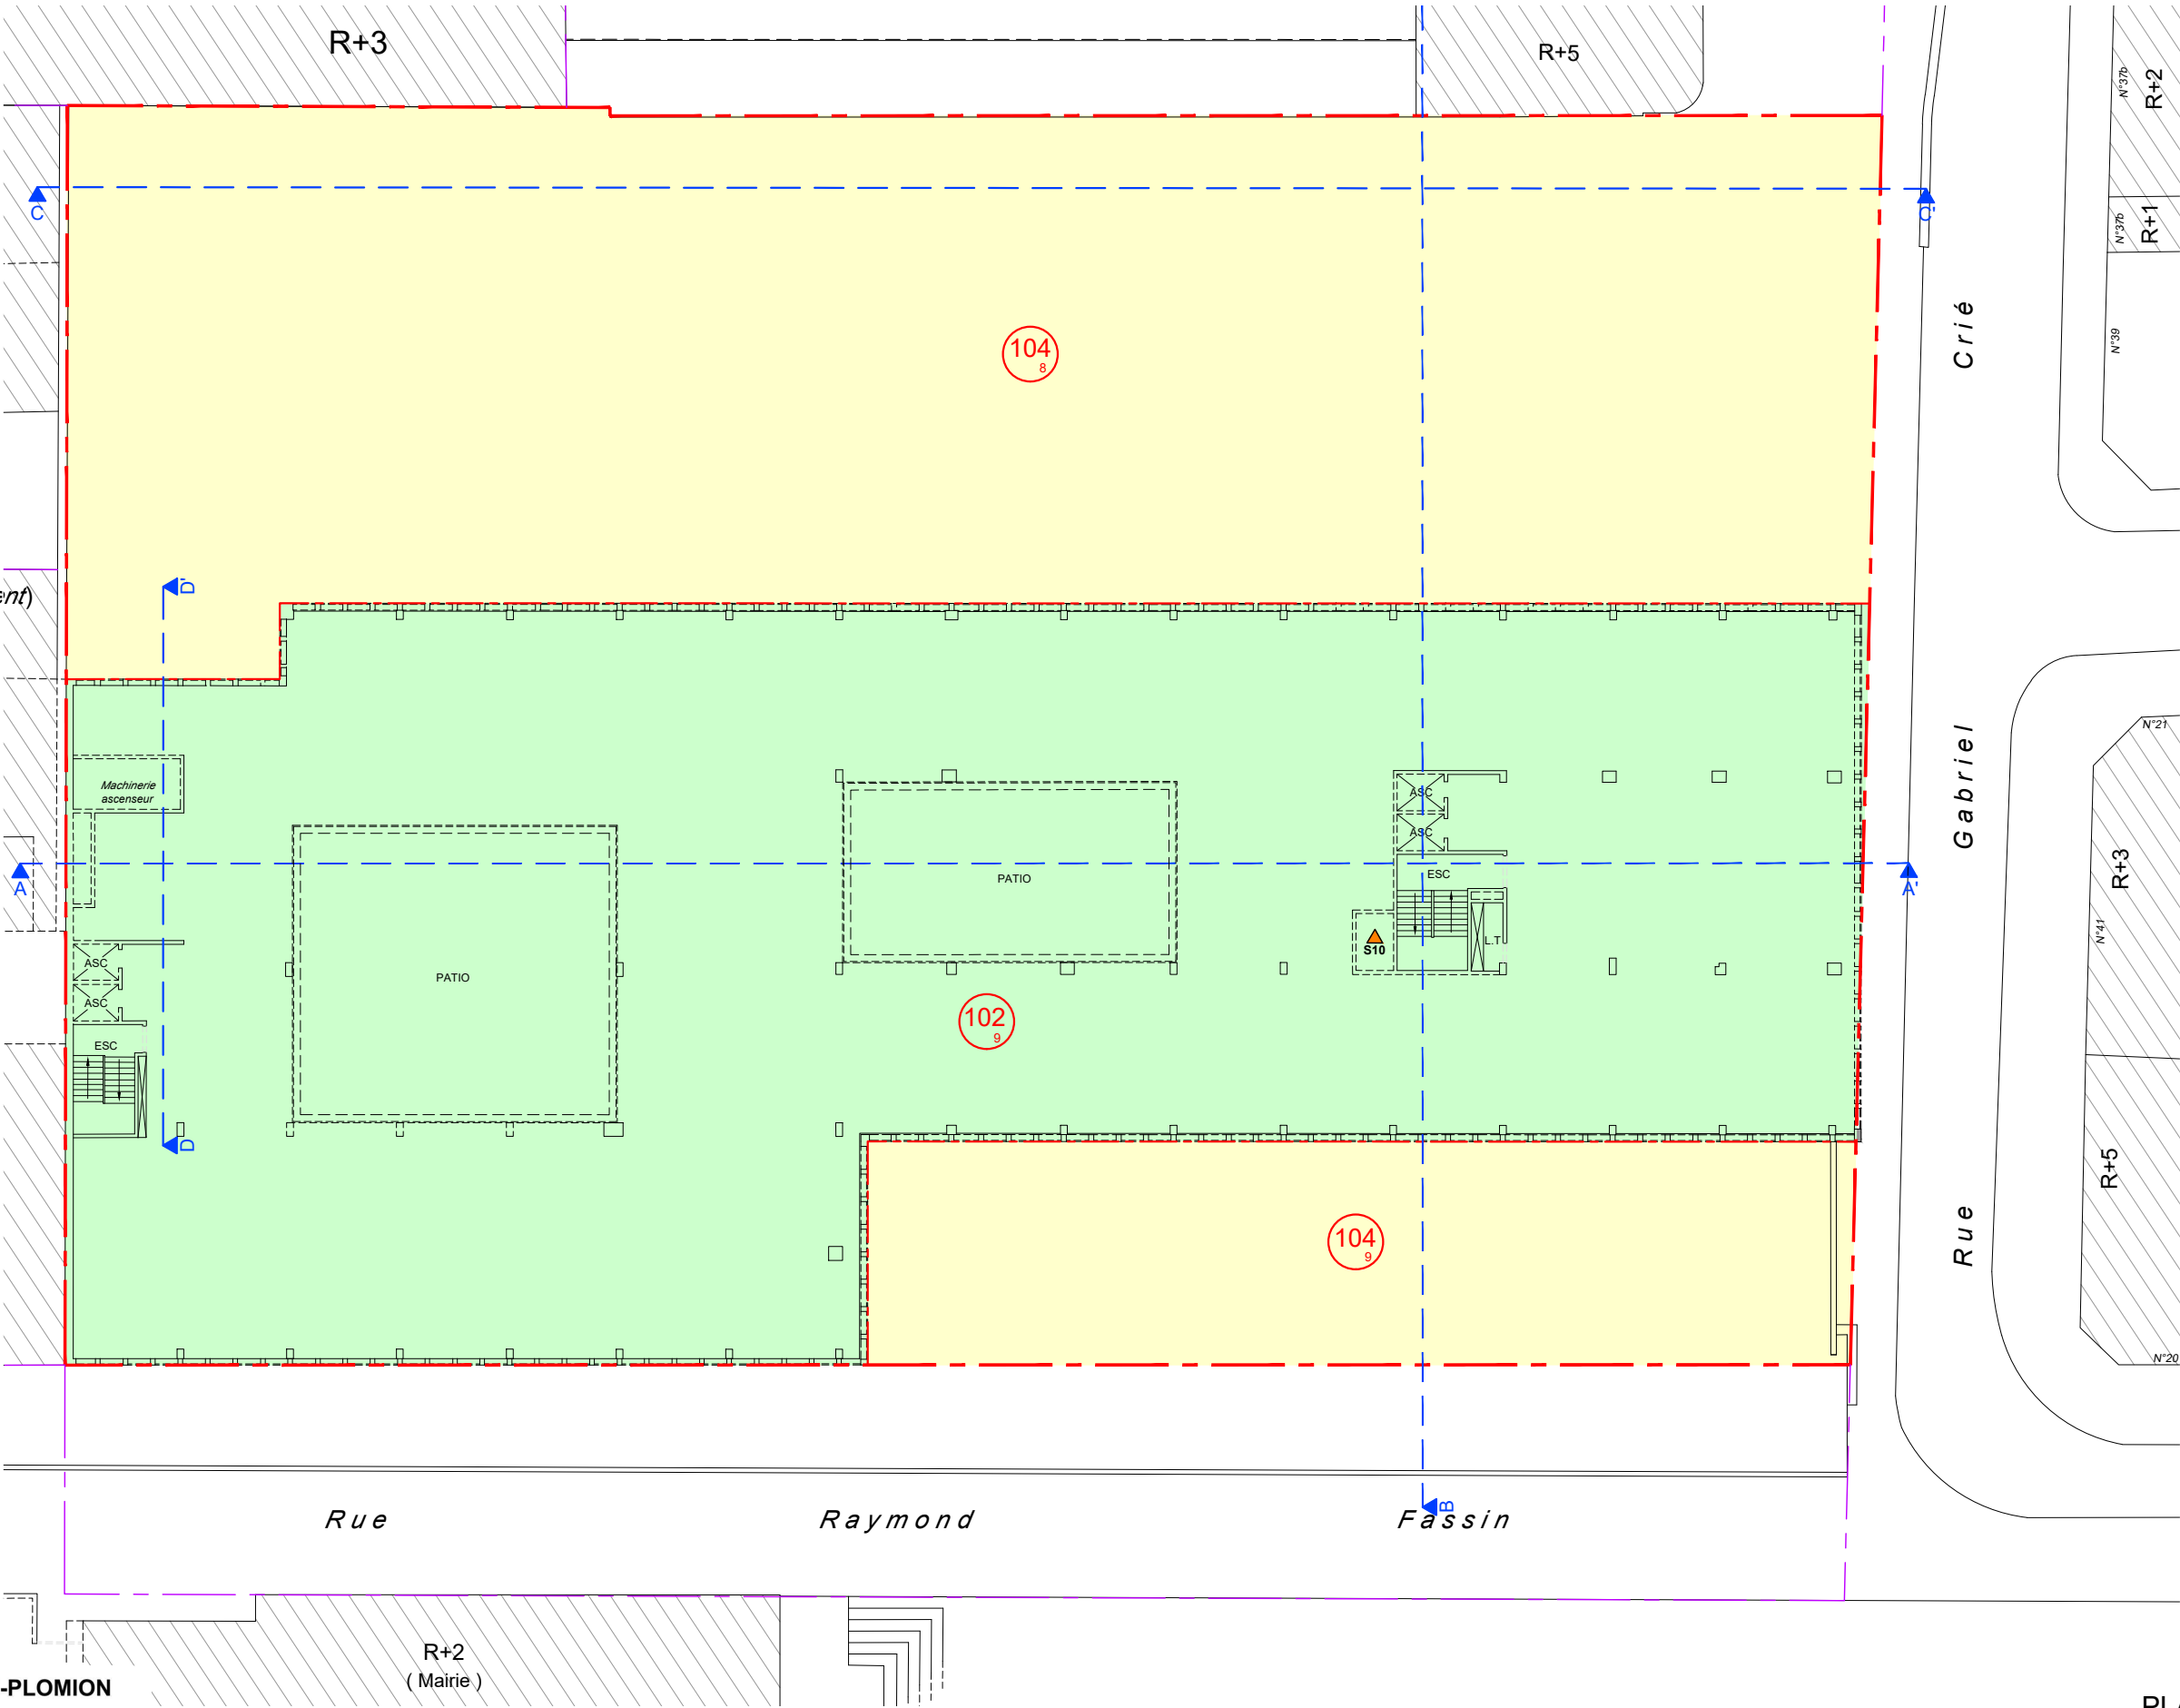 R+3
R+5
N°37b
R+2
C
C'
N°37b
R+1
104
8
Crié
N°39
D'
ent)
Gabriel
N°21
Machinerie
ascenseur
ASC
ASC
A
PATIO
ESC
A'
R+3
S10
L.T
N°41
ASC
PATIO
ASC
102
9
ESC
D
R+5
104
9
Rue
N°20
B
Rue Raymond Fassin
R+2
( Mairie )
-PLOMION